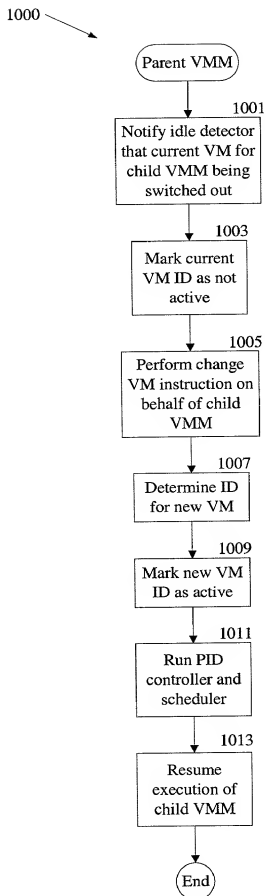 1000
Parent VMM
1001
Notify idle detector
that current VM for
child VMM being
switched out
1003
Mark current
VM ID as not
active
1005
Perform change
VM instruction on
behalf of child
VMM
1007
Determine ID
for new VM
1009
Mark new VM
ID as active
1011
Run PID
controller and
scheduler
1013
Resume
execution of
child VMM
End